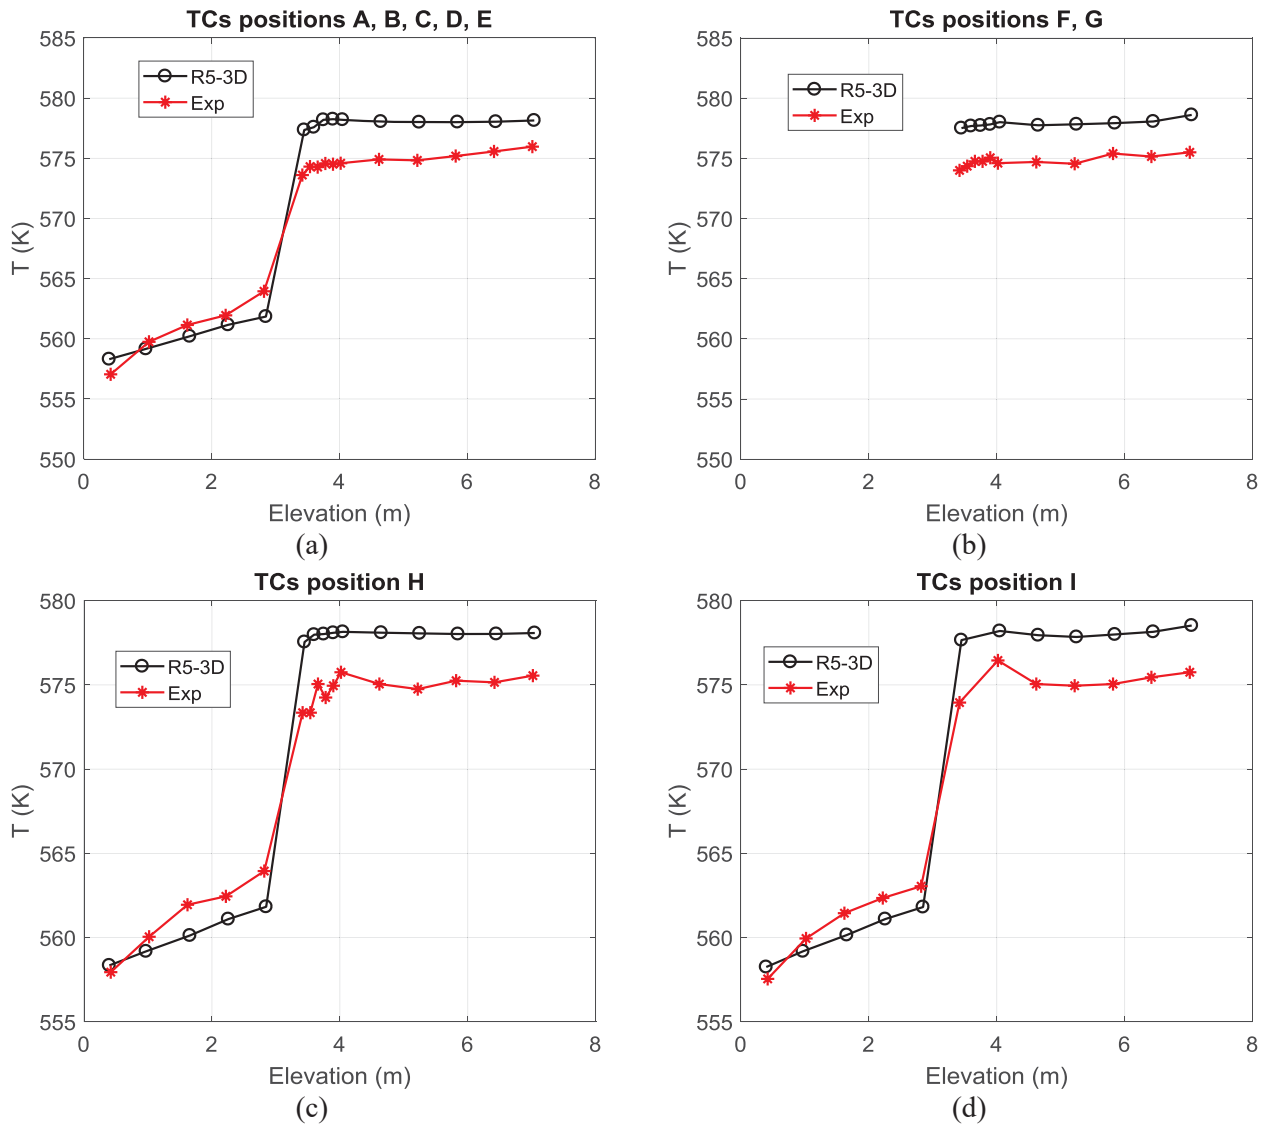 TCs positions A, B, C, D, E
585
580
575
570
565
560
555
550
T (K)
R5-3D
Exp
0 2 4 6 8
Elevation (m)
(a)
TCs positions F, G
585
580
575
570
565
560
555
550
T (K)
R5-3D
Exp
0 2 4 6 8
Elevation (m)
(b)
TCs position H
580
575
570
565
560
555
T (K)
R5-3D
Exp
0 2 4 6 8
Elevation (m)
(c)
TCs position I
580
575
570
565
560
555
T (K)
R5-3D
Exp
0 2 4 6 8
Elevation (m)
(d)